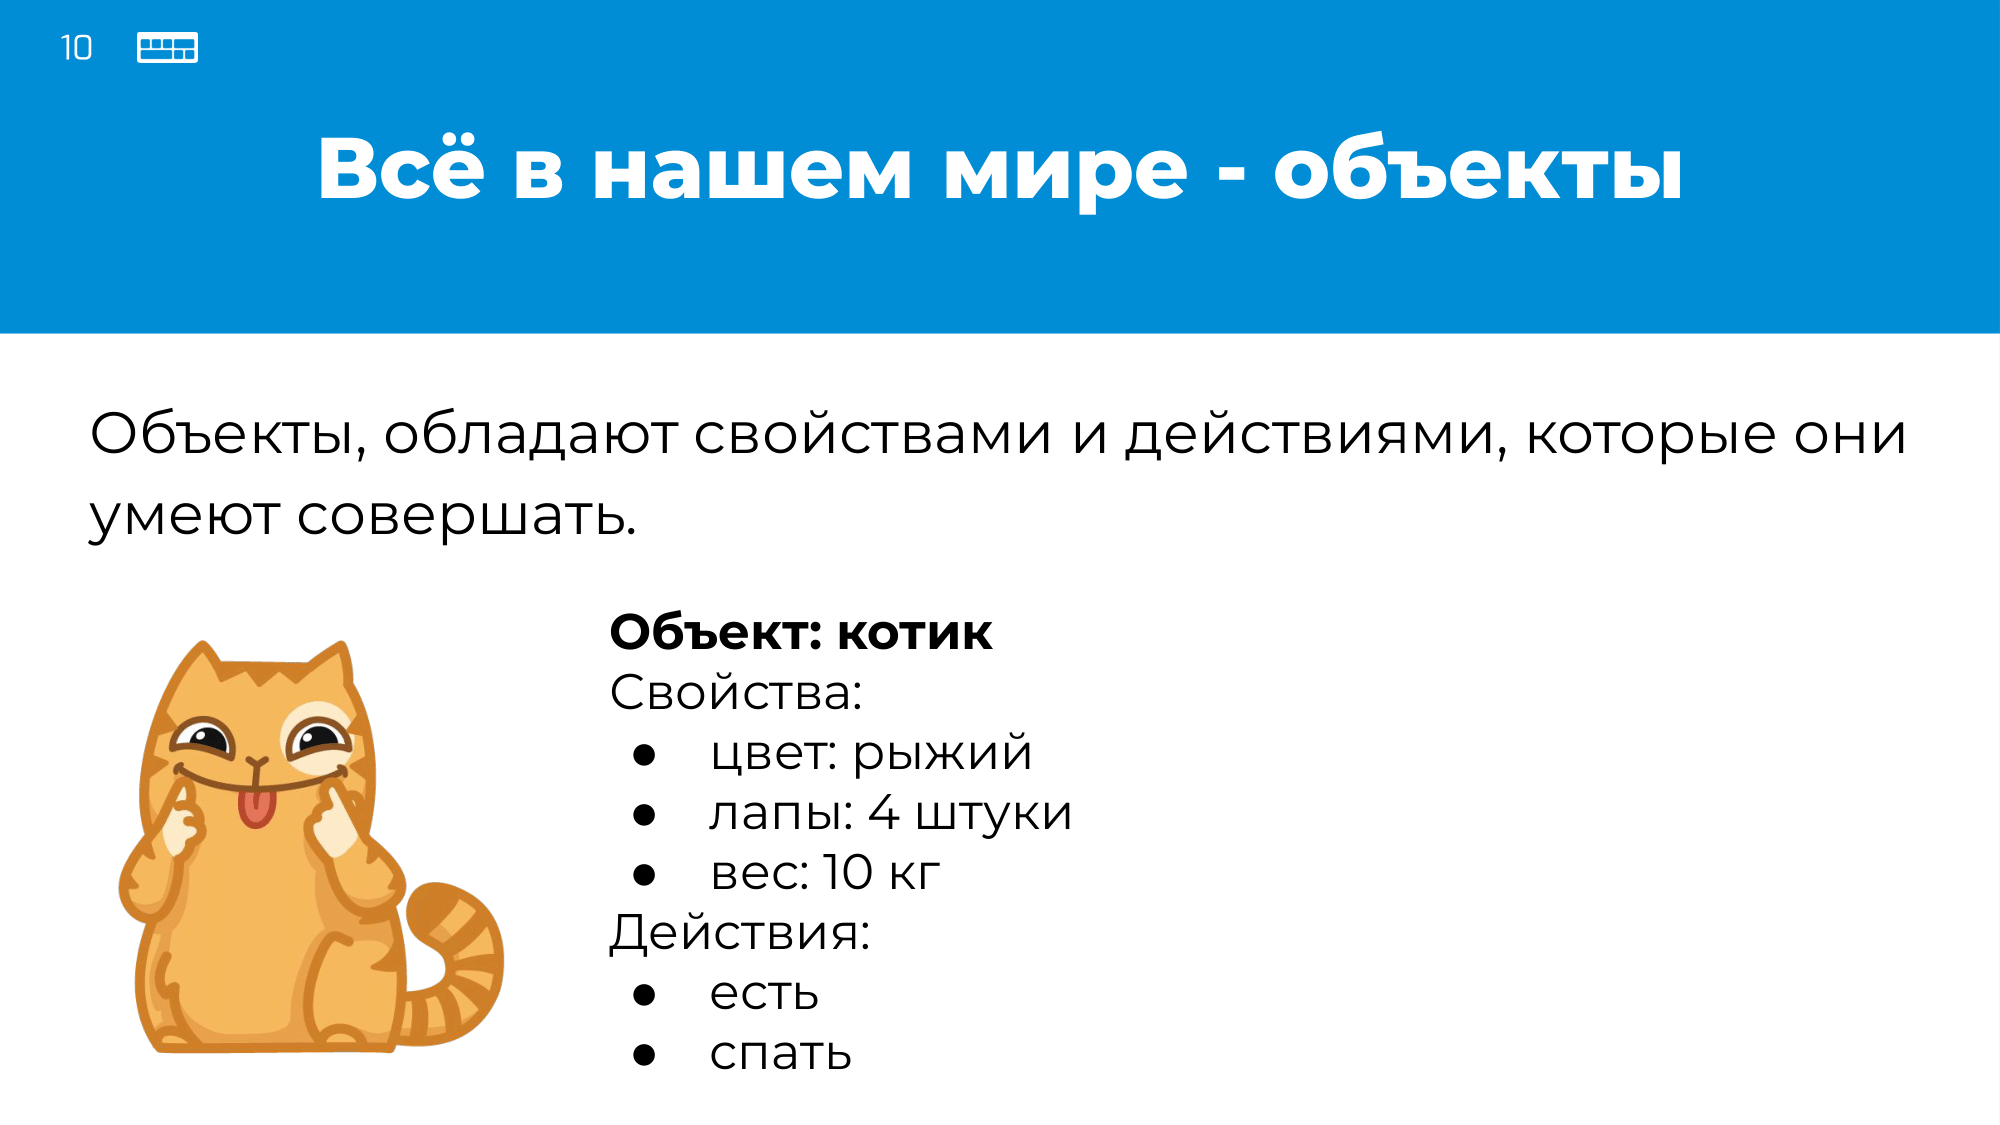 10
Всё в нашем мире - объекты
Объекты, обладают свойствами и действиями, которые они
умеют совершать.
Объект: котик
Свойства:
● цвет: рыжий
● лапы: 4 штуки
● вес: 10 кг
Действия:
● есть
● спать